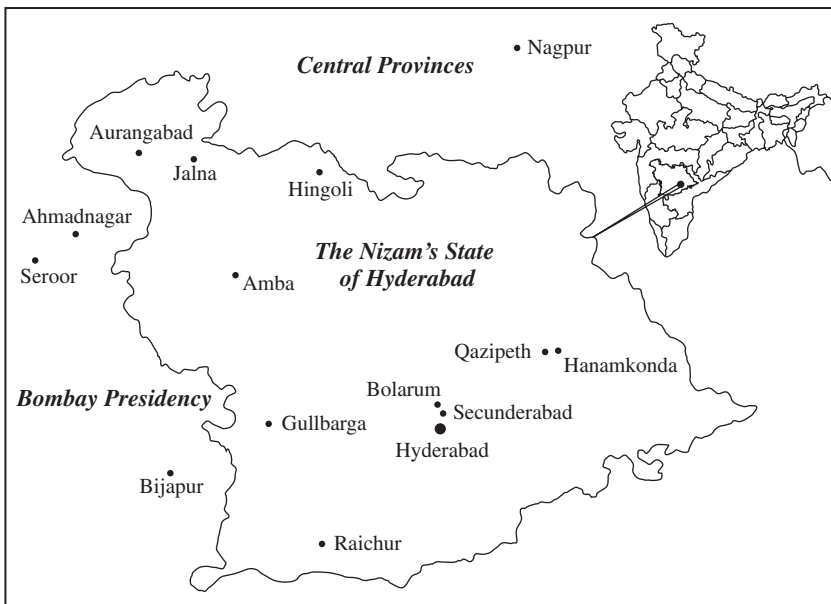 Nagpur
Central Provinces
Aurangabad
Jalna
Hingoli
Ahmadnagar
Seroor
The Nizam's State
of Hyderabad
Amba
Qazipeth
Hanamkonda
Bombay Presidency
Bolarum
Secunderabad
Gullbarga
Hyderabad
Bijapur
Raichur